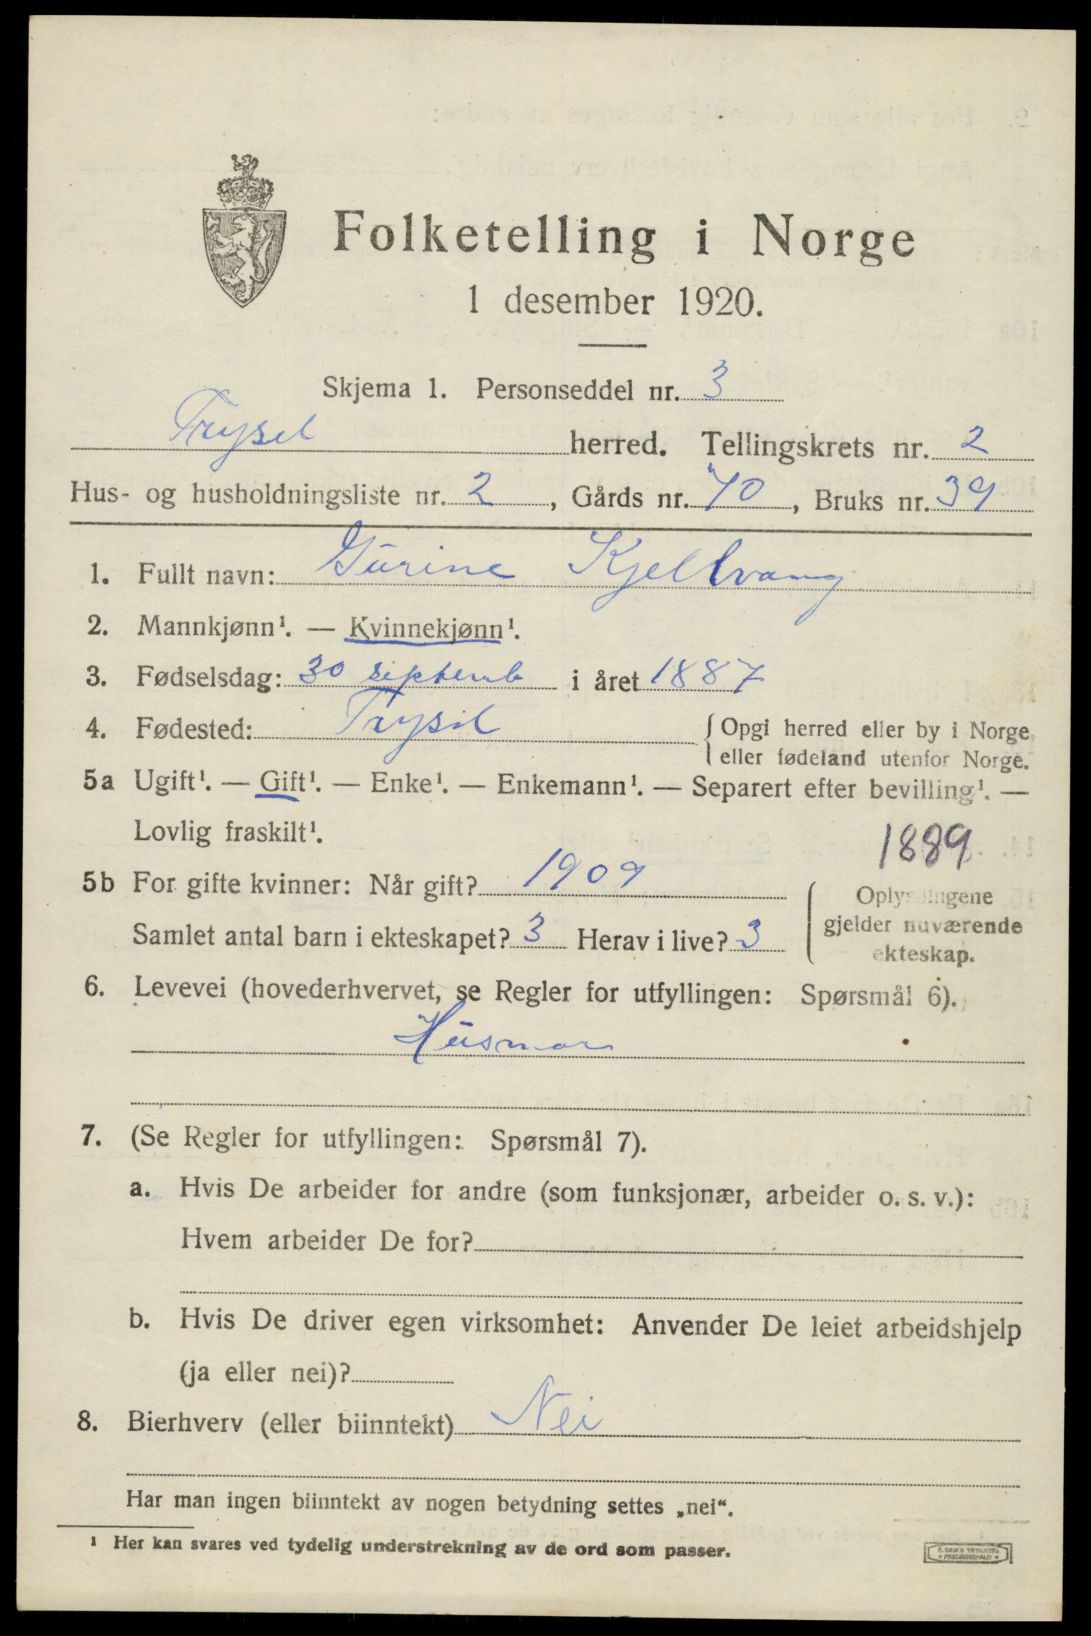 Folketelling i Norge
1 desember 1920.
Skjema 1. Personseddel nr. 3
Trysil herred. Tellingskrets nr. 2
Hus- og husholdningsliste nr. 2, Gårds nr. 70, Bruks nr. 39
1. Fullt navn: Gurine Kjellvang
2. Mannkjønn¹. — Kvinnekjønn¹.
3. Fødselsdag: 30 septemb i året 1887
4. Fødested: Trysil { Opgi herred eller by i Norge
eller fødeland utenfor Norge.
5a Ugift¹. — Gift¹. — Enke¹. — Enkemann¹. — Separert efter bevilling¹. —
Lovlig fraskilt¹.
1889
5b For gifte kvinner: Når gift? 1909
Samlet antal barn i ekteskapet? 3 Herav i live? 3
{ Oplysningene
gjelder nuværende
ekteskap.
6. Levevei (hovederhvervet, se Regler for utfyllingen: Spørsmål 6).
Husmor
7. (Se Regler for utfyllingen: Spørsmål 7).
a. Hvis De arbeider for andre (som funksjonær, arbeider o. s. v.):
Hvem arbeider De for?
b. Hvis De driver egen virksomhet: Anvender De leiet arbeidshjelp
(ja eller nei)?
8. Bierhverv (eller biinntekt) Nei
Har man ingen biinntekt av nogen betydning settes „nei“.
¹ Her kan svares ved tydelig understrekning av de ord som passer.